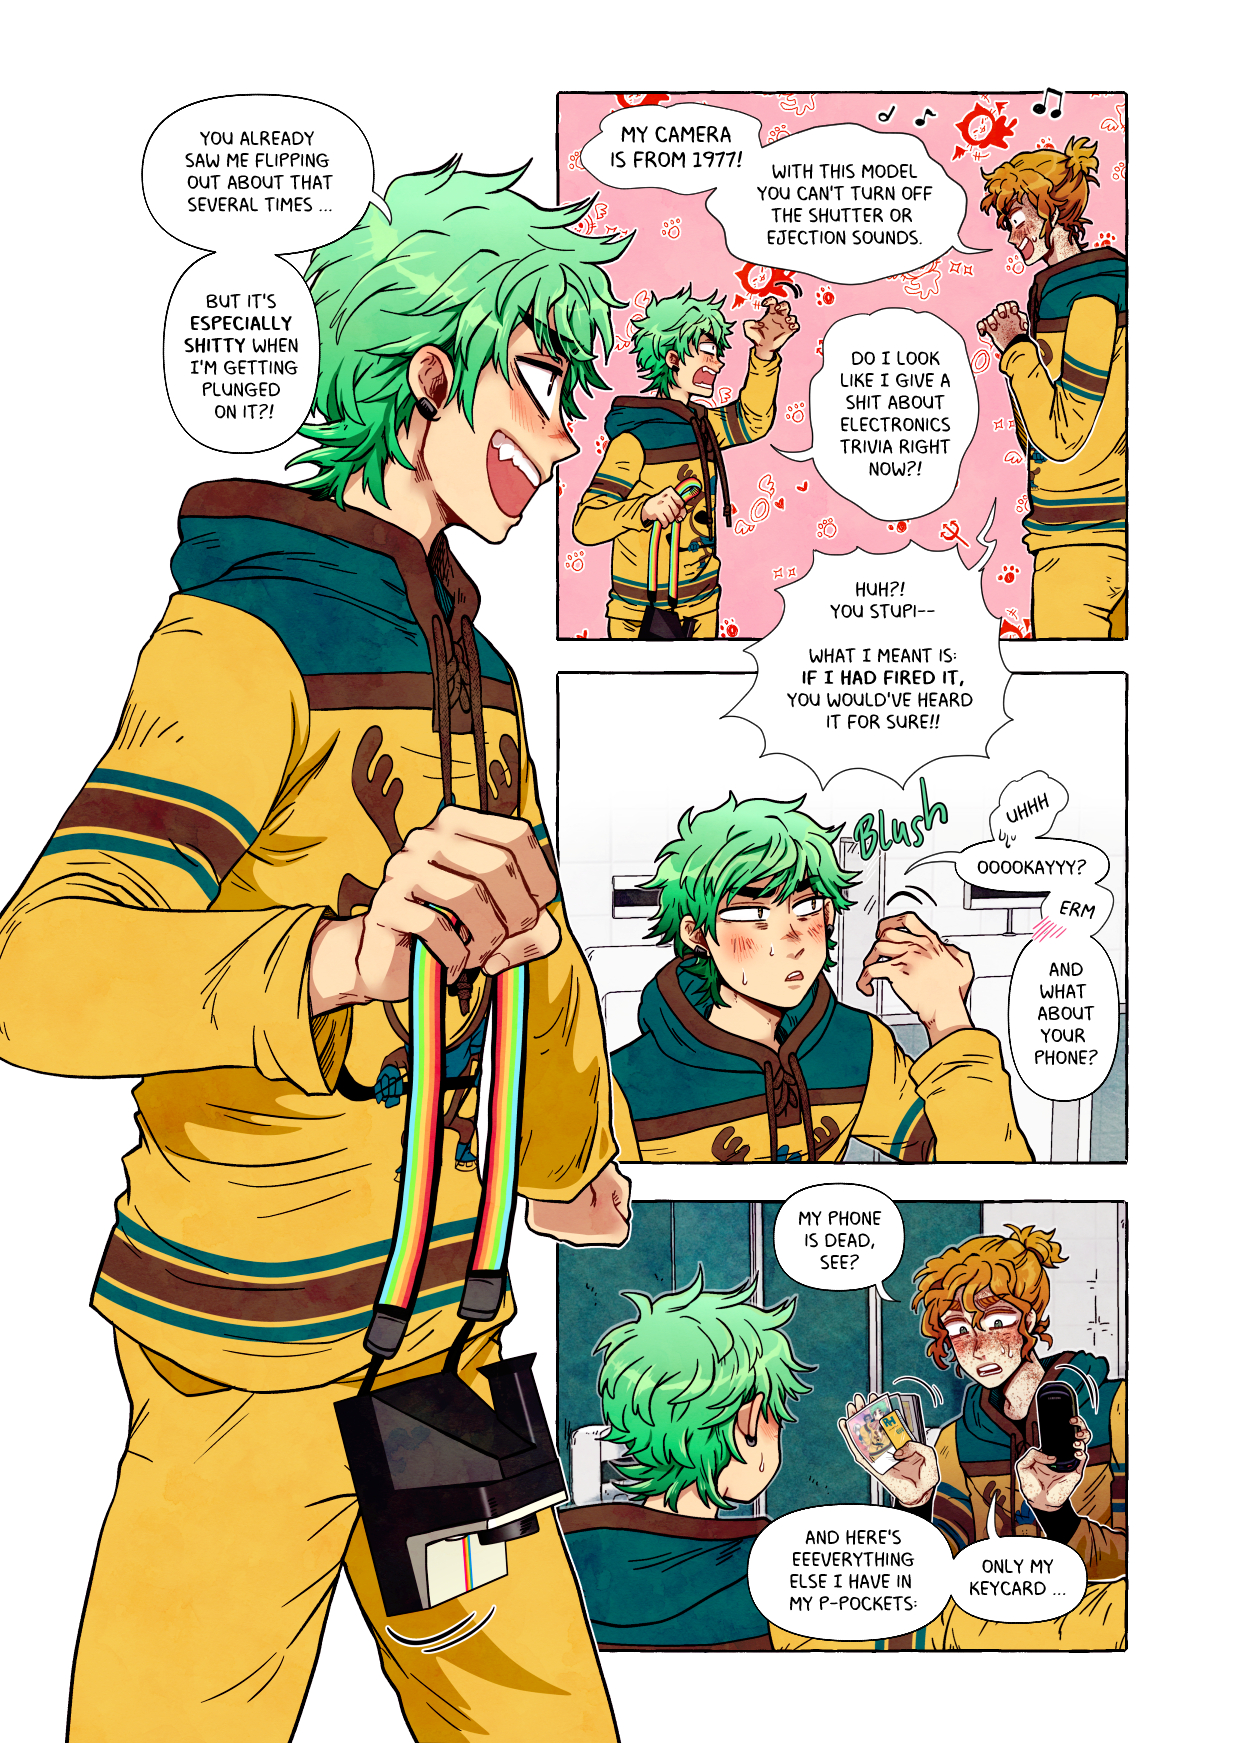 YOU ALREADY
SAW ME FLIPPING
OUT ABOUT THAT
SEVERAL TIMES ...
BUT IT'S
ESPECIALLY
SHITTY WHEN
I'M GETTING
PLUNGED
ON IT?!
MY CAMERA
IS FROM 1977!
WITH THIS MODEL
YOU CAN'T TURN OFF
THE SHUTTER OR
EJECTION SOUNDS.
DO I LOOK
LIKE I GIVE A
SHIT ABOUT
ELECTRONICS
TRIVIA RIGHT
NOW?!
HUH?!
YOU STUPI--
WHAT I MEANT IS:
IF I HAD FIRED IT,
YOU WOULD'VE HEARD
IT FOR SURE!!
Blush
UHHH
OOOOKAYYY?
ERM
AND
WHAT
ABOUT
YOUR
PHONE?
MY PHONE
IS DEAD,
SEE?
AND HERE'S
EEEVERYTHING
ELSE I HAVE IN
MY P-POCKETS:
ONLY MY
KEYCARD ...